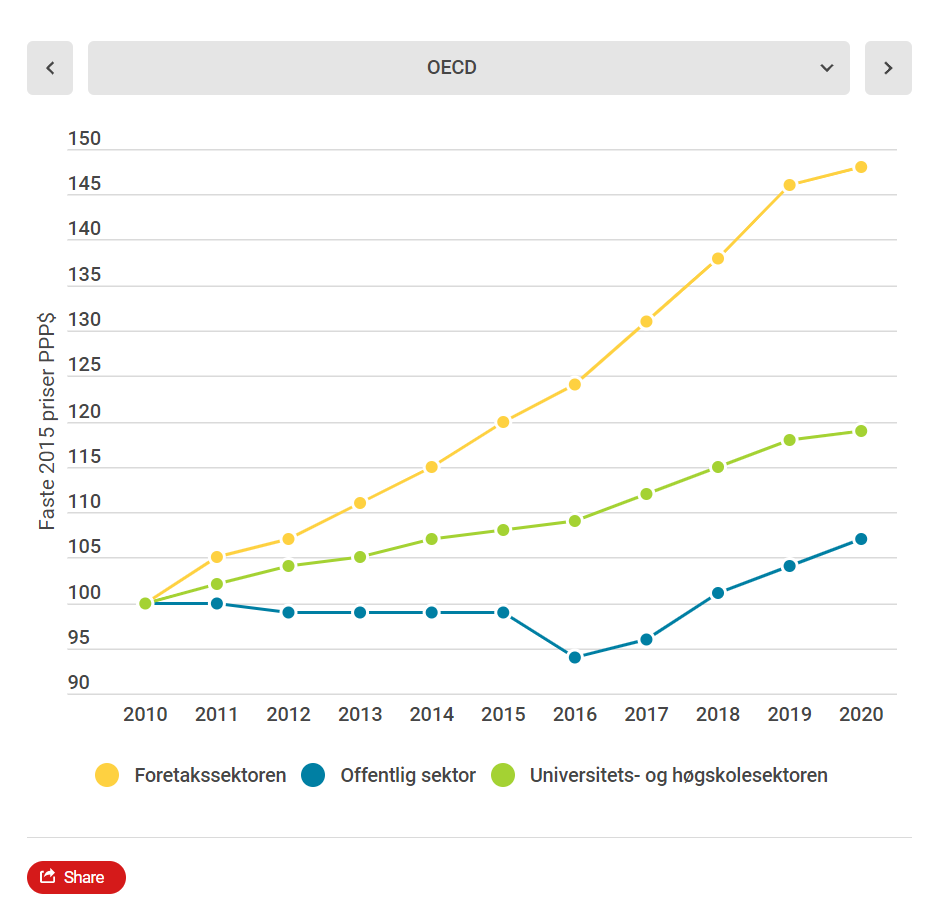 OECD
150
145
140
135
130
125
120
115
110
105
100
95
90
Faste 2015 priser PPP$
2010 2011 2012 2013 2014 2015 2016 2017 2018 2019 2020
Foretakssektoren Offentlig sektor Universitets- og høgskolesektoren
Share